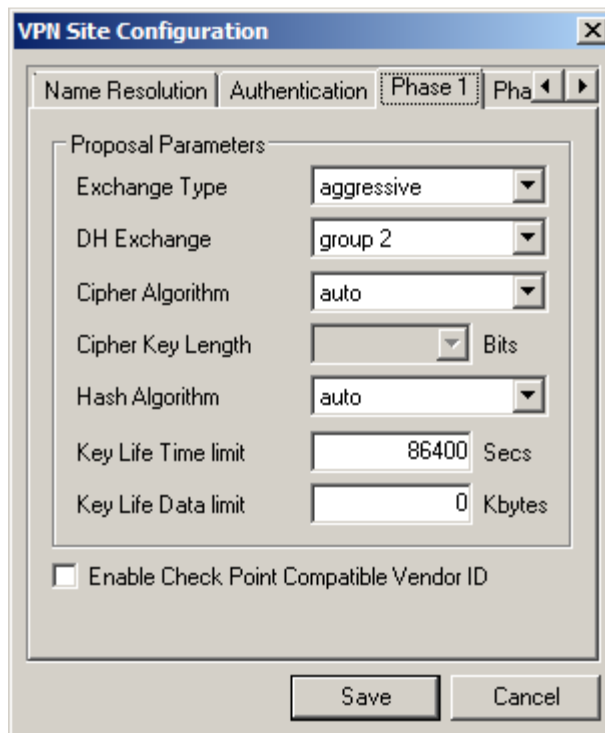 VPN Site Configuration
Name Resolution Authentication Phase 1 Pha
Proposal Parameters
Exchange Type aggressive
DH Exchange group 2
Cipher Algorithm auto
Cipher Key Length Bits
Hash Algorithm auto
Key Life Time limit 86400 Secs
Key Life Data limit 0 Kbytes
Enable Check Point Compatible Vendor ID
Save Cancel